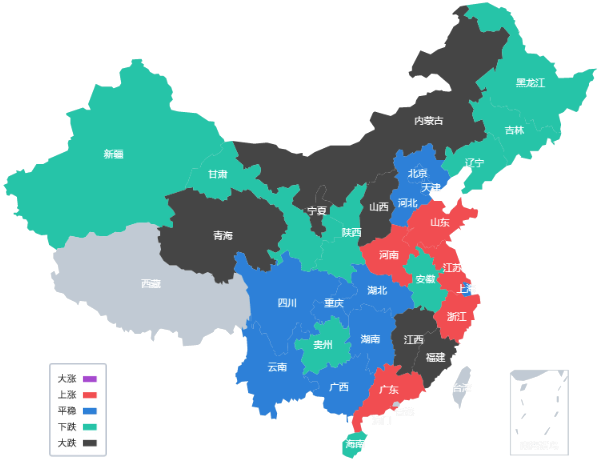 黑龙江
内蒙古
吉林
新疆
辽宁
北京
甘肃
天津
河北
宁夏
山西
山东
陕西
青海
河南
江苏
安徽
西藏
上海
湖北
四川
重庆
浙江
湖南
江西
贵州
福建
云南
广西
广东
台湾
海南
大涨
上涨
平稳
下跌
大跌